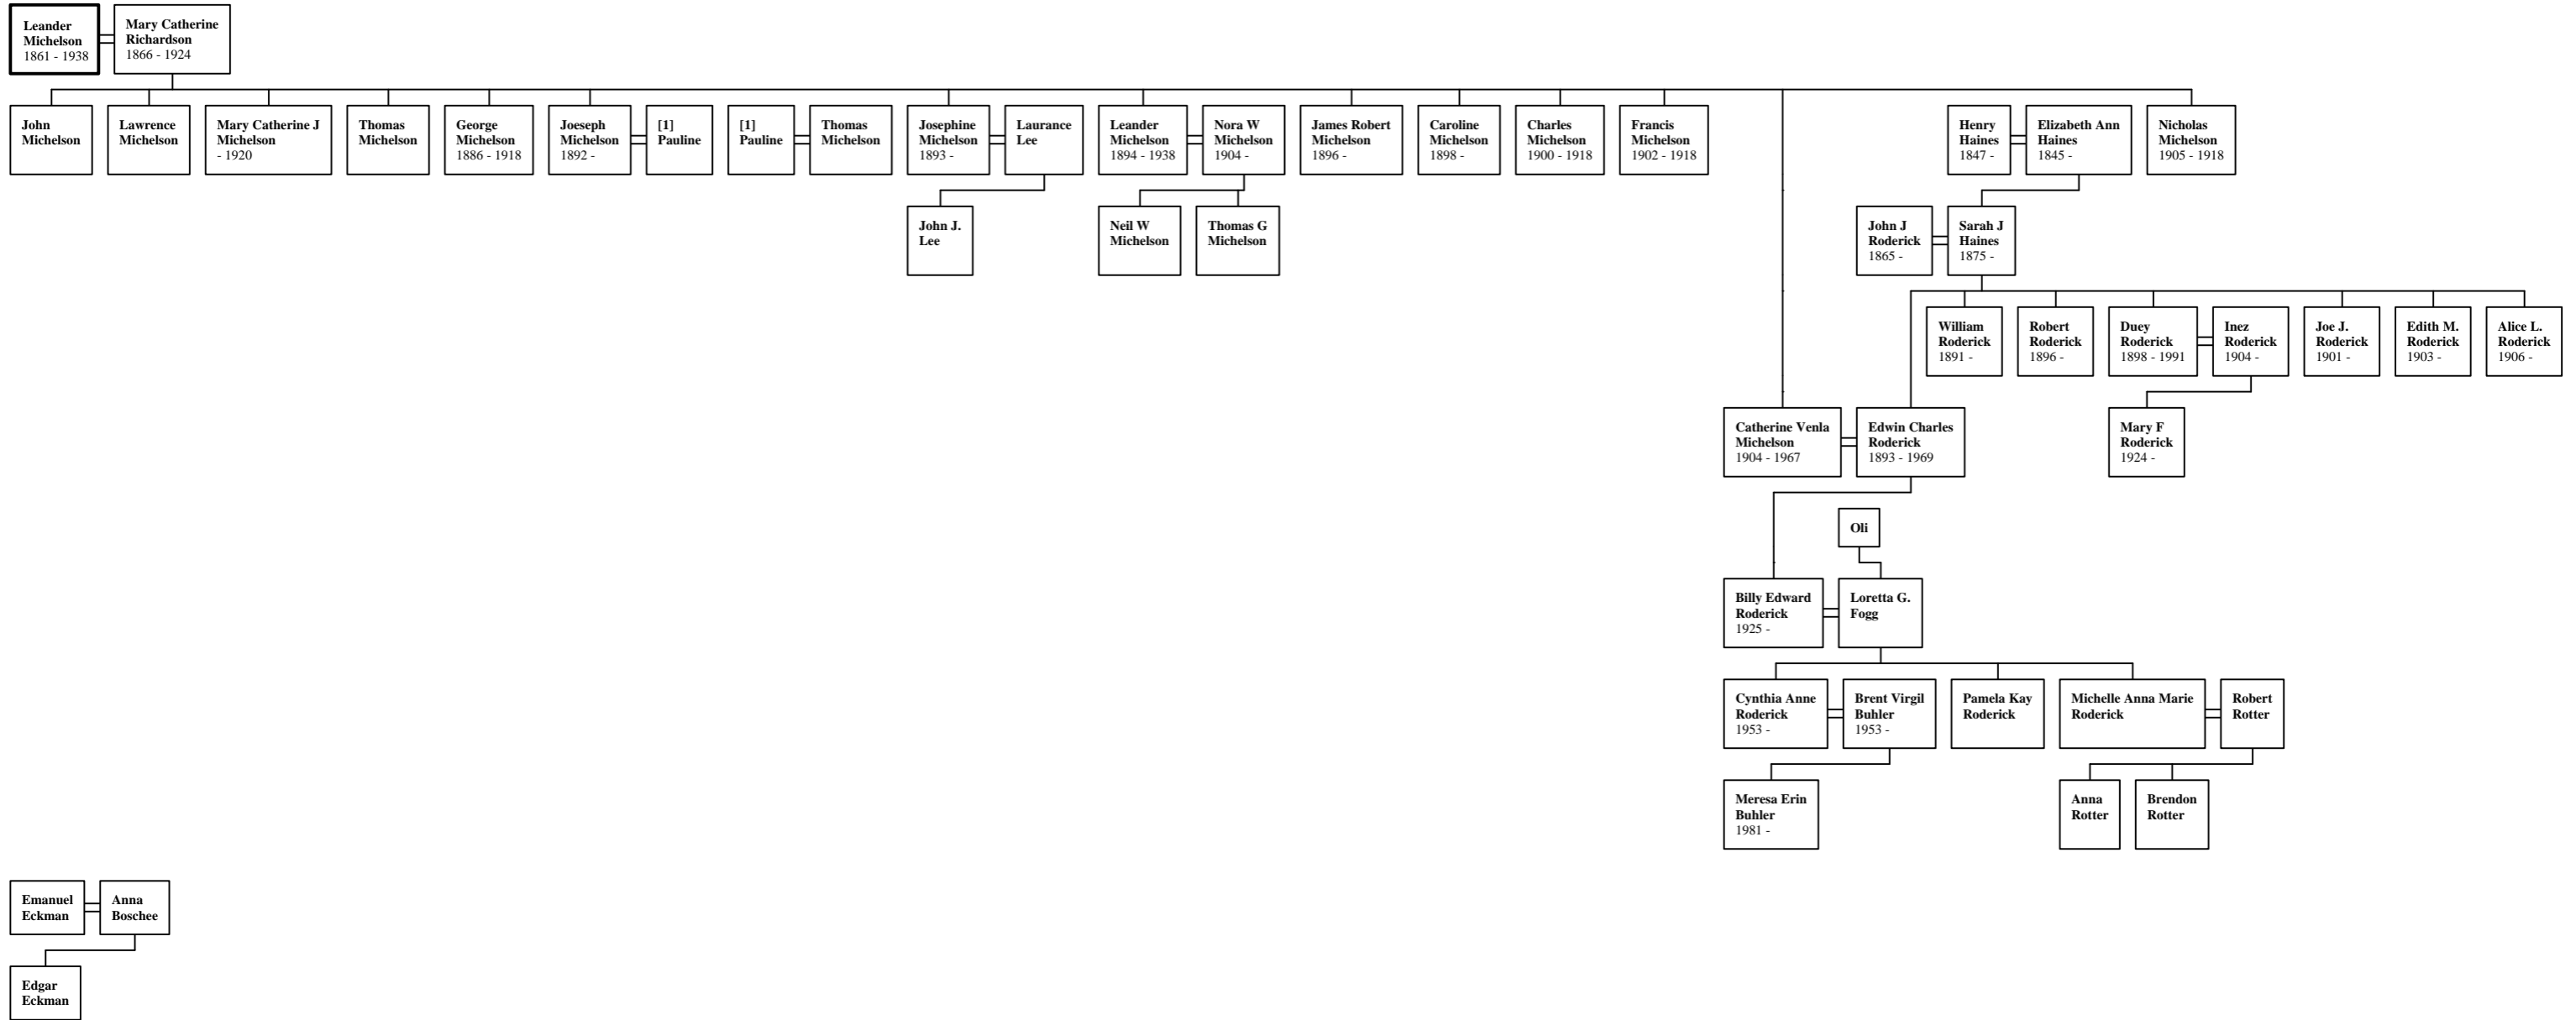 Leander
Michelson
1861 - 1938
Mary Catherine
Richardson
1866 - 1924
John
Michelson
Lawrence
Michelson
Mary Catherine J
Michelson
- 1920
Thomas
Michelson
George
Michelson
1886 - 1918
Joeseph
Michelson
1892 -
[1]
Pauline
[1]
Pauline
Thomas
Michelson
Josephine
Michelson
1893 -
Laurance
Lee
Leander
Michelson
1894 - 1938
Nora W
Michelson
1904 -
James Robert
Michelson
1896 -
Caroline
Michelson
1898 -
Charles
Michelson
1900 - 1918
Francis
Michelson
1902 - 1918
Henry
Haines
1847 -
Elizabeth Ann
Haines
1845 -
Nicholas
Michelson
1905 - 1918
John J.
Lee
Neil W
Michelson
Thomas G
Michelson
John J
Roderick
1865 -
Sarah J
Haines
1875 -
William
Roderick
1891 -
Robert
Roderick
1896 -
Duey
Roderick
1898 - 1991
Inez
Roderick
1904 -
Joe J.
Roderick
1901 -
Edith M.
Roderick
1903 -
Alice L.
Roderick
1906 -
Catherine Venla
Michelson
1904 - 1967
Edwin Charles
Roderick
1893 - 1969
Mary F
Roderick
1924 -
Oli
Billy Edward
Roderick
1925 -
Loretta G.
Fogg
Cynthia Anne
Roderick
1953 -
Brent Virgil
Buhler
1953 -
Pamela Kay
Roderick
Michelle Anna Marie
Roderick
Robert
Rotter
Meresa Erin
Buhler
1981 -
Anna
Rotter
Brendon
Rotter
Emanuel
Eckman
Anna
Boschee
Edgar
Eckman